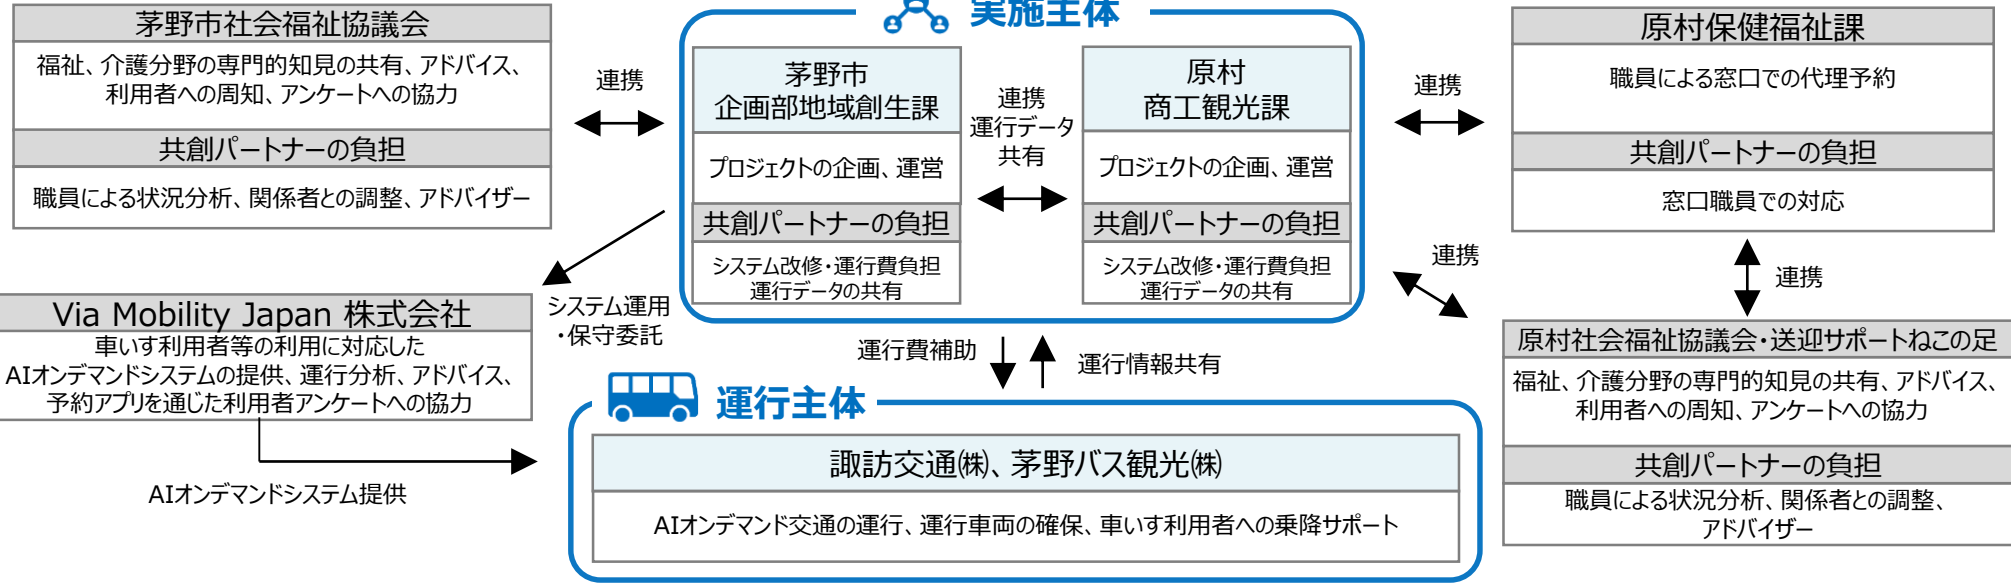 茅野市社会福祉協議会
福祉、介護分野の専門的知見の共有、アドバイス、
利用者への周知、アンケートへの協力
共創パートナーの負担
職員による状況分析、関係者との調整、アドバイザー
連携
実施主体
茅野市
企画部地域創生課
プロジェクトの企画、運営
共創パートナーの負担
システム改修・運行費負担
運行データの共有
連携
運行データ
共有
原村
商工観光課
プロジェクトの企画、運営
共創パートナーの負担
システム改修・運行費負担
運行データの共有
連携
原村保健福祉課
職員による窓口での代理予約
共創パートナーの負担
窓口職員での対応
連携
連携
システム運用
・保守委託
Via Mobility Japan 株式会社
車いす利用者等の利用に対応した
AIオンデマンドシステムの提供、運行分析、アドバイス、
予約アプリを通じた利用者アンケートへの協力
AIオンデマンドシステム提供
運行費補助
運行情報共有
運行主体
諏訪交通㈱、茅野バス観光㈱
AIオンデマンド交通の運行、運行車両の確保、車いす利用者への乗降サポート
原村社会福祉協議会・送迎サポートねこの足
福祉、介護分野の専門的知見の共有、アドバイス、
利用者への周知、アンケートへの協力
共創パートナーの負担
職員による状況分析、関係者との調整、
アドバイザー